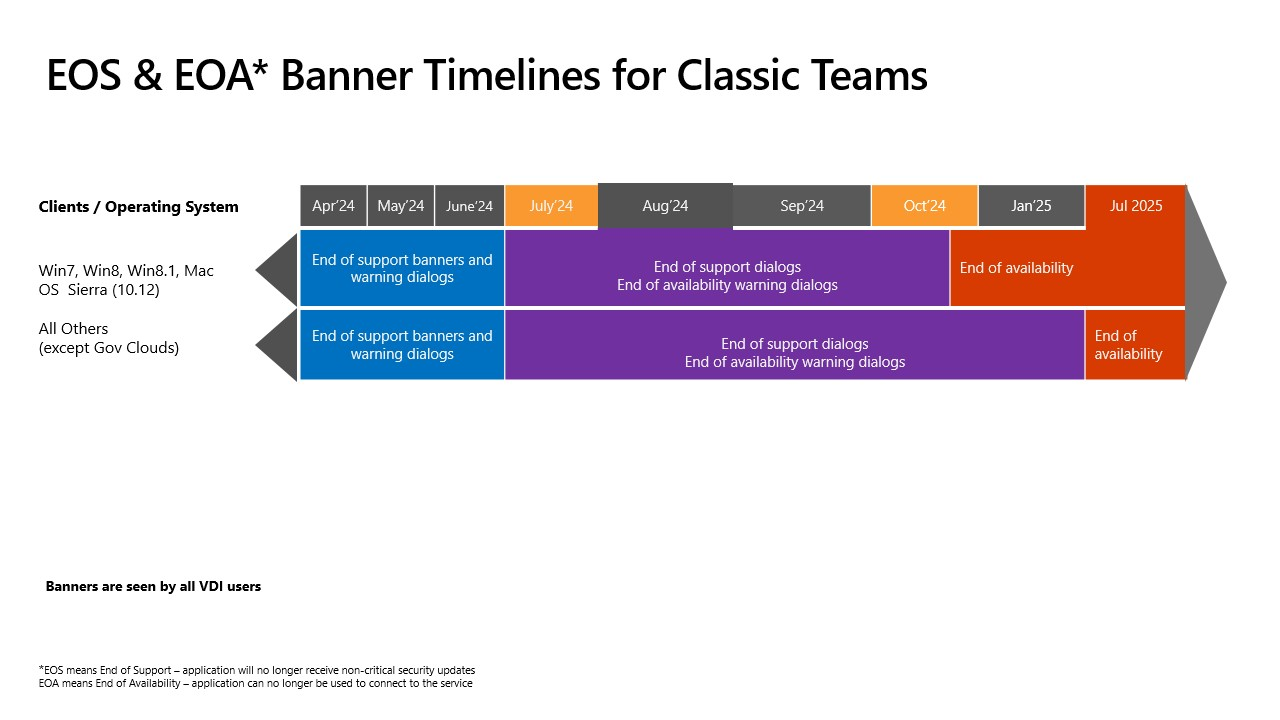 EOS & EOA* Banner Timelines for Classic Teams
Clients / Operating System
Apr’24
May’24
June’24
July’24
Aug’24
Sep’24
Oct’24
Jan’25
Jul 2025
Win7, Win8, Win8.1, Mac
OS  Sierra (10.12)
End of support banners and
warning dialogs
End of support dialogs
End of availability warning dialogs
End of availability
All Others
(except Gov Clouds)
End of support banners and
warning dialogs
End of support dialogs
End of availability warning dialogs
End of
availability
Banners are seen by all VDI users
*EOS means End of Support – application will no longer receive non-critical security updates
EOA means End of Availability – application can no longer be used to connect to the service